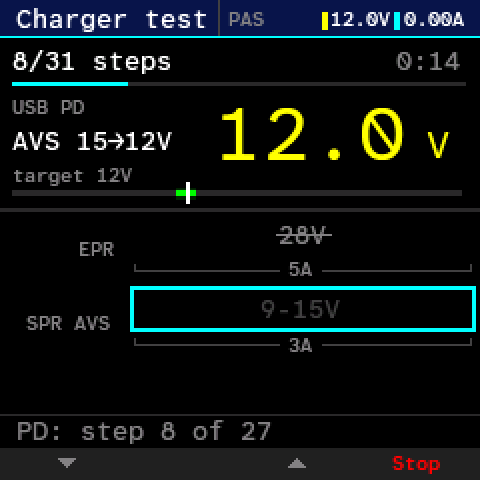 Charger test PAS 12.0V 0.00A
8/31 steps 0:14
USB PD
AVS 15→12V 12.0 V
target 12V
28V
EPR
5A
9-15V
SPR AVS
3A
PD: step 8 of 27
Stop